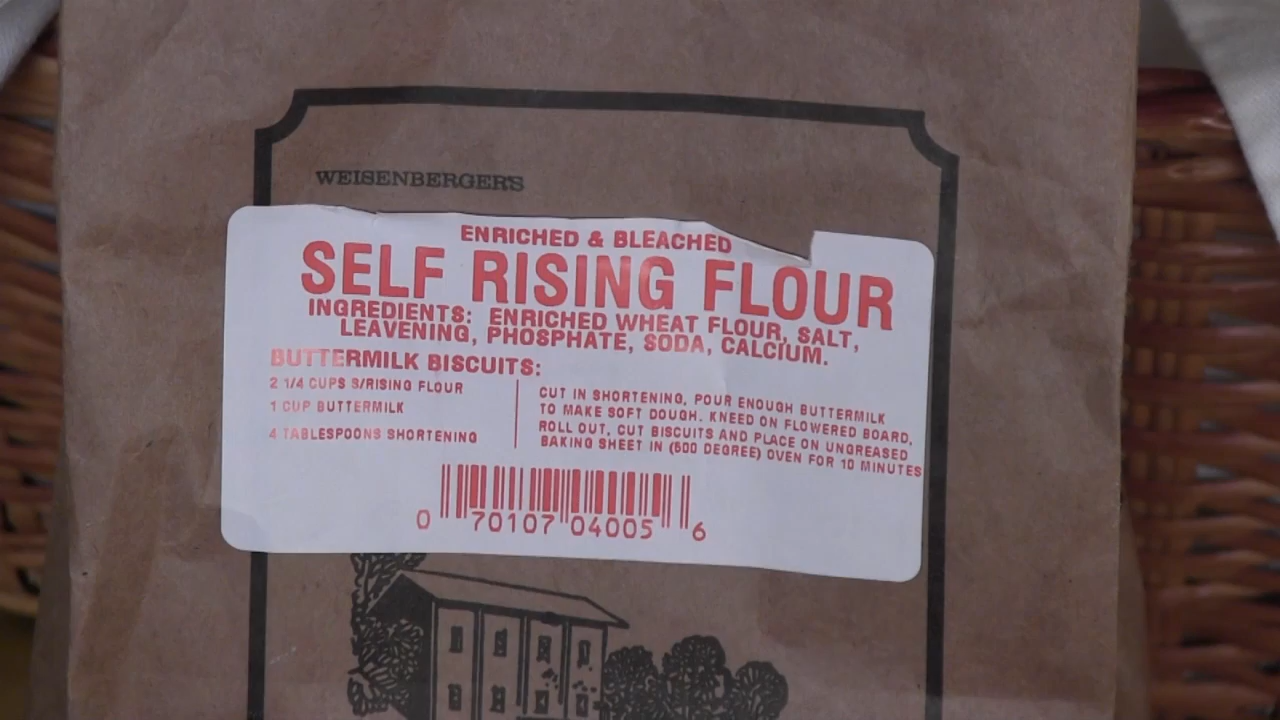 WEISENBERGER'S
ENRICHED & BLEACHED
SELF RISING FLOUR
INGREDIENTS: ENRICHED WHEAT FLOUR, SALT,
LEAVENING, PHOSPHATE, SODA, CALCIUM.
BUTTERMILK BISCUITS:
2 1/4 CUPS S/RISING FLOUR
1 CUP BUTTERMILK
4 TABLESPOONS SHORTENING
CUT IN SHORTENING, POUR ENOUGH BUTTERMILK
TO MAKE SOFT DOUGH. KNEED ON FLOWERED BOARD,
ROLL OUT, CUT BISCUITS AND PLACE ON UNGREASED
BAKING SHEET IN (500 DEGREE) OVEN FOR 10 MINUTES
0 70107 04005 6